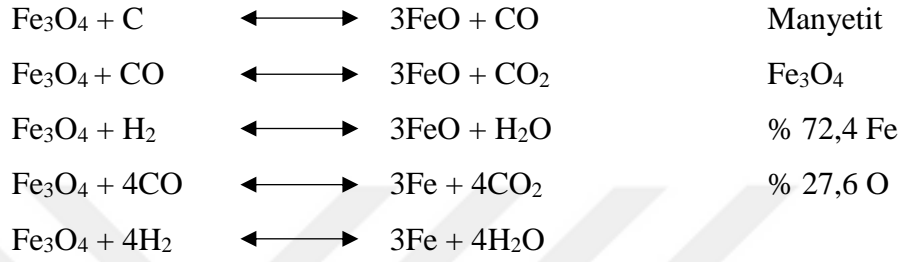 Fe₃O₄ + C ⟷ 3FeO + CO Manyetit
Fe₃O₄ + CO ⟷ 3FeO + CO₂ Fe₃O₄
Fe₃O₄ + H₂ ⟷ 3FeO + H₂O % 72,4 Fe
Fe₃O₄ + 4CO ⟷ 3Fe + 4CO₂ % 27,6 O
Fe₃O₄ + 4H₂ ⟷ 3Fe + 4H₂O